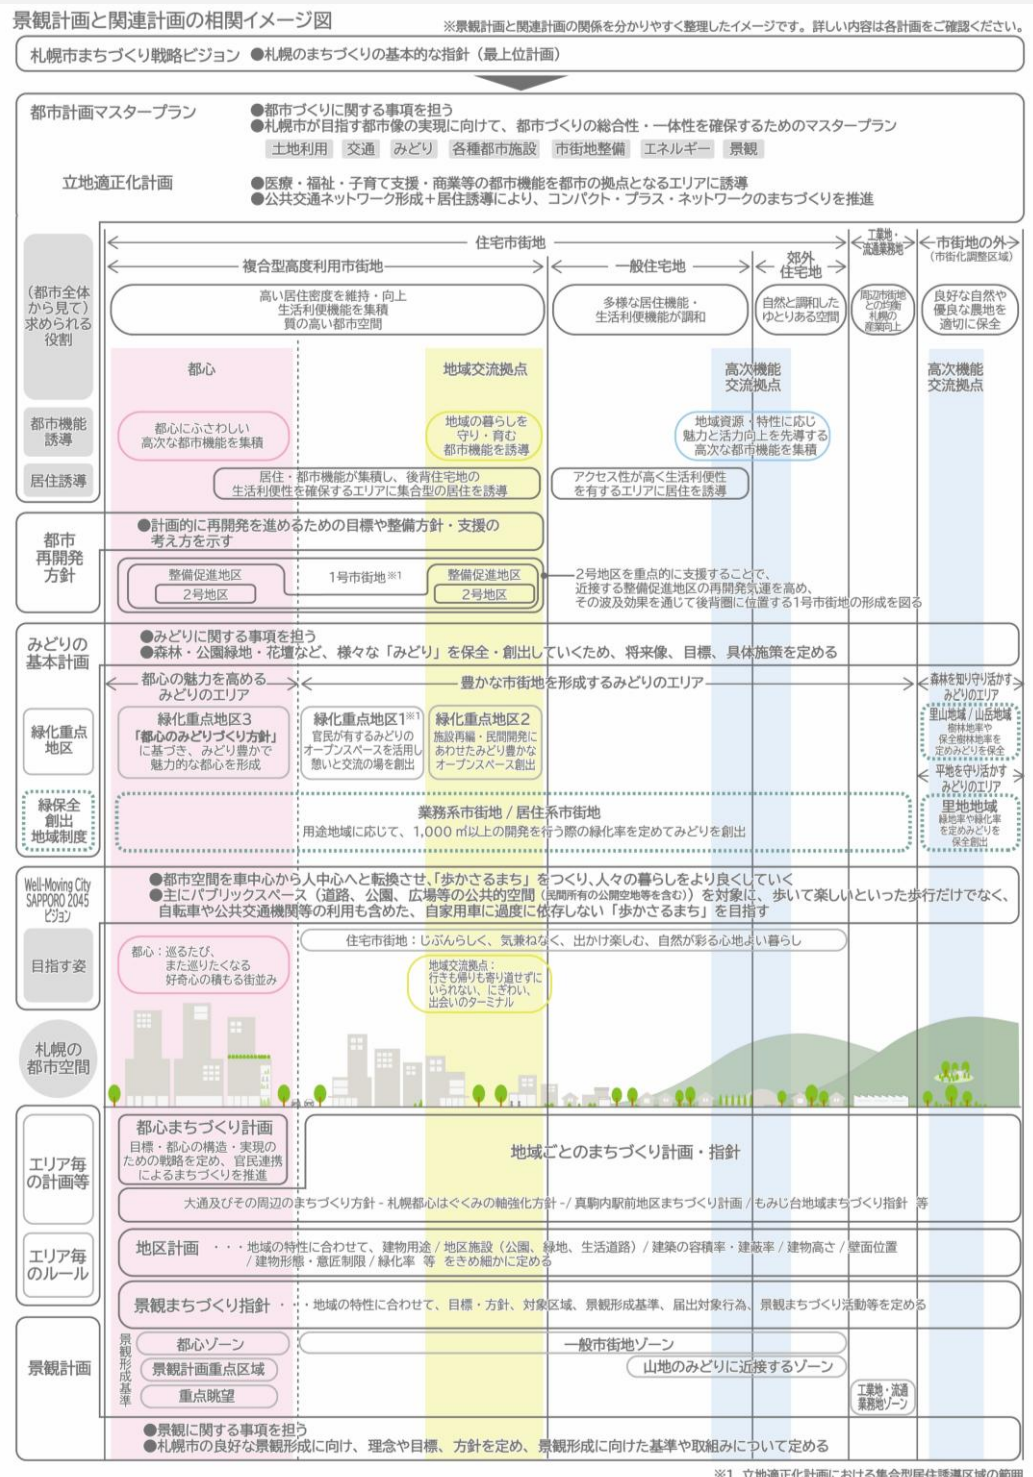 景観計画と関連計画の相関イメージ図
※景観計画と関連計画の関係を分かりやすく整理したイメージです。詳しい内容は各計画をご確認ください。
札幌市まちづくり戦略ビジョン ●札幌のまちづくりの基本的な指針（最上位計画）
都市計画マスタープラン
●都市づくりに関する事項を担う
●札幌市が目指す都市像の実現に向けて、都市づくりの総合性・一体性を確保するためのマスタープラン
土地利用 交通 みどり 各種都市施設 市街地整備 エネルギー 景観
立地適正化計画
●医療・福祉・子育て支援・商業等の都市機能を都市の拠点となるエリアに誘導
●公共交通ネットワーク形成＋居住誘導により、コンパクト・プラス・ネットワークのまちづくりを推進
（都市全体
から見て）
求められる
役割
住宅市街地
工業地・
流通業務地
市街地の外
（市街化調整区域）
複合型高度利用市街地
一般住宅地
郊外
住宅地
高い居住密度を維持・向上
生活利便機能を集積
質の高い都市空間
多様な居住機能・
生活利便機能が調和
自然と調和した
ゆとりある空間
周辺市街地
との均衡
札幌の
産業向上
良好な自然や
優良な農地を
適切に保全
都心
地域交流拠点
高次機能
交流拠点
高次機能
交流拠点
都市機能
誘導
都心にふさわしい
高次な都市機能を集積
地域の暮らしを
守り・育む
都市機能を誘導
地域資源・特性に応じ
魅力と活力向上を先導する
高次な都市機能を集積
居住誘導
居住・都市機能が集積し、後背住宅地の
生活利便性を確保するエリアに集合型の居住を誘導
アクセス性が高く生活利便性
を有するエリアに居住を誘導
都市
再開発
方針
●計画的に再開発を進めるための目標や整備方針・支援の
考え方を示す
整備促進地区
2号地区
1号市街地※1
整備促進地区
2号地区
2号地区を重点的に支援することで、
近接する整備促進地区の再開発気運を高め、
その波及効果を通じて後背圏に位置する1号市街地の形成を図る
みどりの
基本計画
●みどりに関する事項を担う
●森林・公園緑地・花壇など、様々な「みどり」を保全・創出していくため、将来像、目標、具体施策を定める
都心の魅力を高める
みどりのエリア
豊かな市街地を形成するみどりのエリア
森林を知り守り活かす
みどりのエリア
緑化重点
地区
緑化重点地区3
「都心のみどりづくり方針」
に基づき、みどり豊かで
魅力的な都心を形成
緑化重点地区1※1
官民が有するみどりの
オープンスペースを活用し
憩いと交流の場を創出
緑化重点地区2
施設再編・民間開発に
あわせたみどり豊かな
オープンスペース創出
里山地域 / 山岳地域
樹林地率や
保全樹林地率を
定めみどりを保全
平地を守り活かす
みどりのエリア
緑保全
創出
地域制度
業務系市街地 / 居住系市街地
用途地域に応じて、1,000㎡以上の開発を行う際の緑化率を定めてみどりを創出
里地地域
緑地率や緑化率
を定めみどりを
保全創出
Well-Moving City
SAPPORO 2045
ビジョン
●都市空間を車中心から人中心へと転換させ、「歩かさるまち」をつくり、人々の暮らしをより良くしていく
●主にパブリックスペース（道路、公園、広場等の公共的空間（民間所有の公開空地等を含む））を対象に、歩いて楽しいといった歩行だけでなく、
自転車や公共交通機関等の利用も含めた、自家用車に過度に依存しない「歩かさるまち」を目指す
目指す姿
都心：巡るたび、
また巡りたくなる
好奇心の積もる街並み
住宅市街地：じぶんらしく、気兼ねなく、出かけ楽しむ、自然が彩る心地よい暮らし
地域交流拠点：
行きも帰りも寄り道せずに
いられない、にぎわい、
出会いのターミナル
札幌の
都市空間
エリア毎
の計画等
都心まちづくり計画
目標・都心の構造・実現の
ための戦略を定め、官民連携
によるまちづくりを推進
地域ごとのまちづくり計画・指針
大通及びその周辺のまちづくり方針 - 札幌都心はぐくみの軸強化方針 - / 真駒内駅前地区まちづくり計画 / もみじ台地域まちづくり指針 等
エリア毎
のルール
地区計画 ・・・地域の特性に合わせて、建物用途 / 地区施設（公園、緑地、生活道路）/ 建築の容積率・建蔽率 / 建物高さ / 壁面位置
/ 建物形態・意匠制限 / 緑化率 等 をきめ細かに定める
景観まちづくり指針 ・・・地域の特性に合わせて、目標・方針、対象区域、景観形成基準、届出対象行為、景観まちづくり活動等を定める
景観計画
景観形成基準
都心ゾーン
一般市街地ゾーン
景観計画重点区域
山地のみどりに近接するゾーン
重点眺望
工業地・流通
業務地ゾーン
●景観に関する事項を担う
●札幌市の良好な景観形成に向け、理念や目標、方針を定め、景観形成に向けた基準や取組みについて定める
※1 立地適正化計画における集合型居住誘導区域の範囲